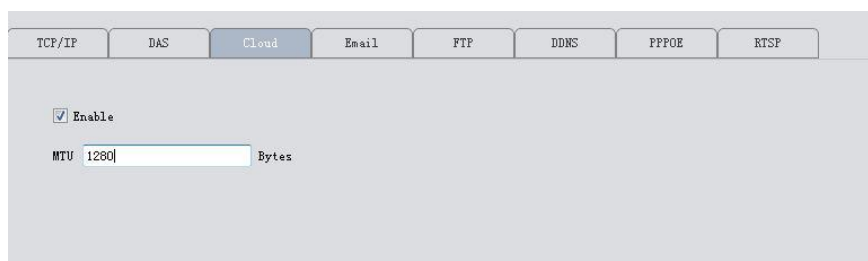 TCP/IP DAS Cloud Email FTP DDNS PPPOE RTSP
Enable
MTU 1280 Bytes